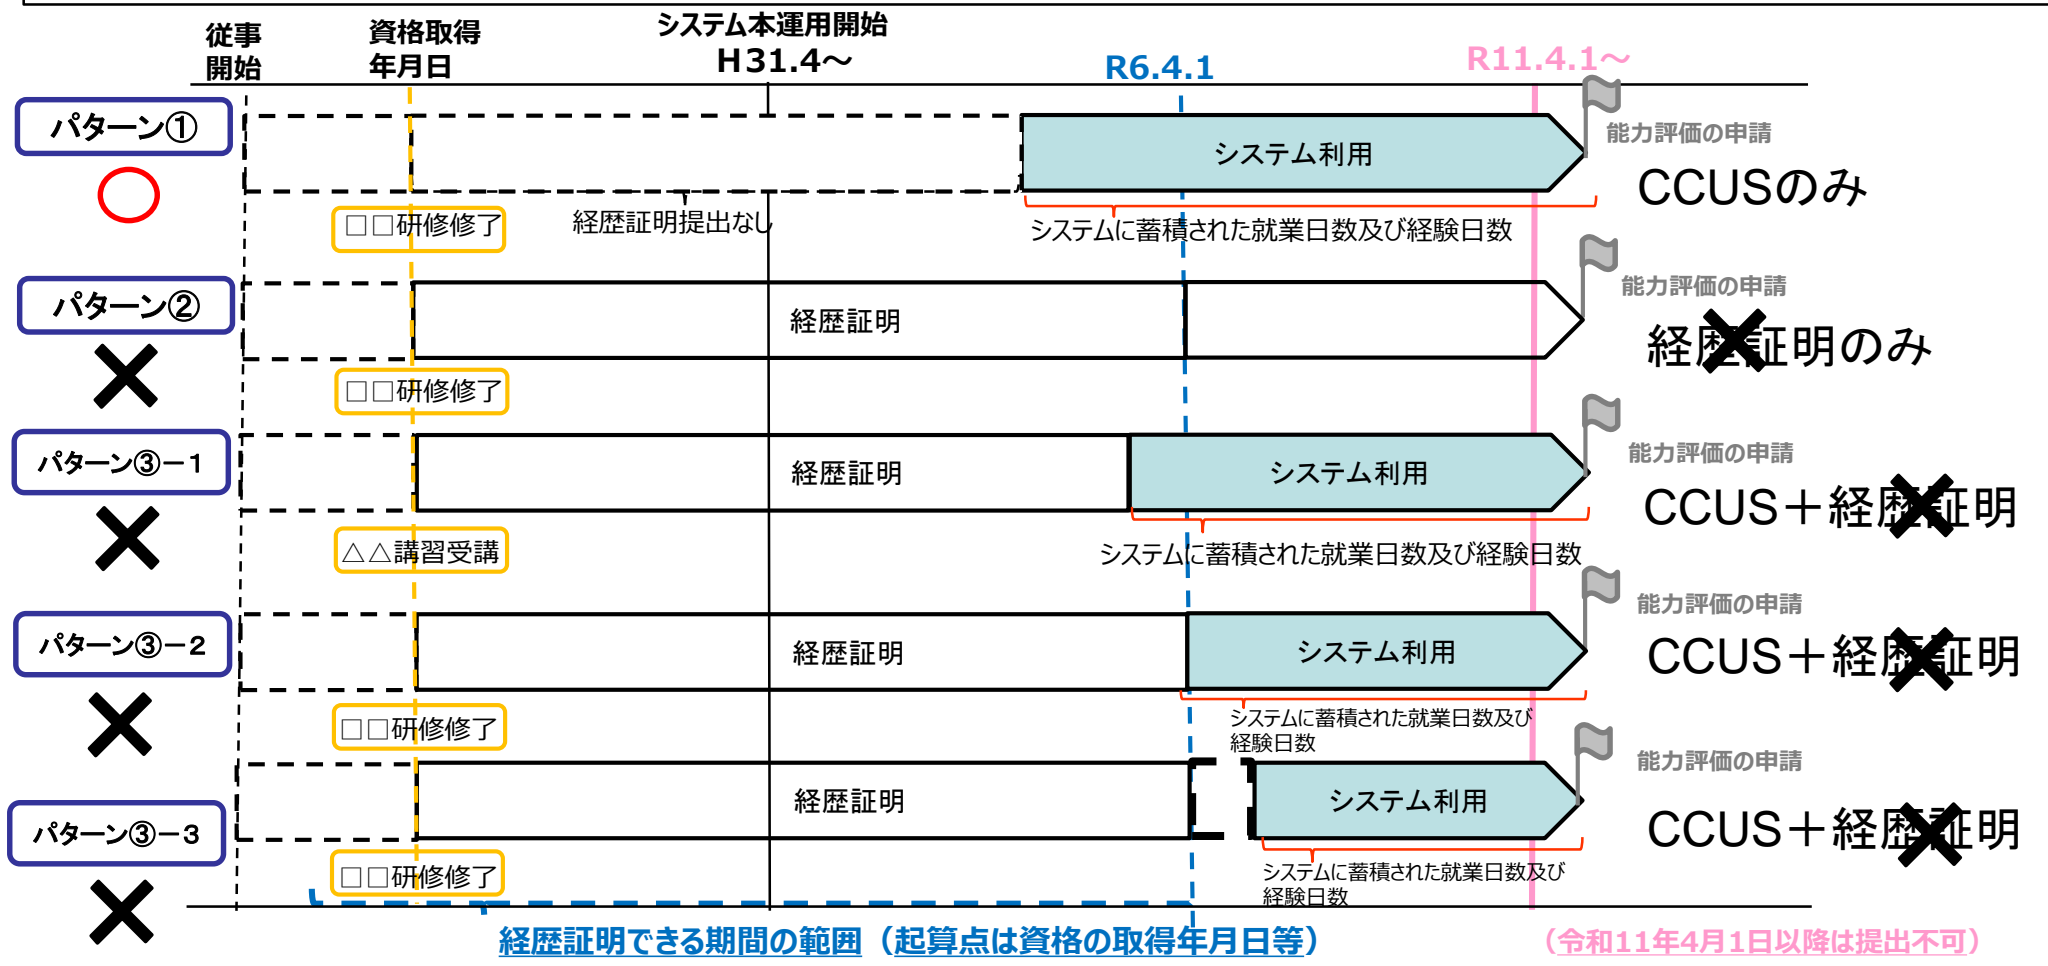 従事
開始
資格取得
年月日
システム本運用開始
H31.4～
R6.4.1
R11.4.1～
パターン①
システム利用
能力評価の申請
CCUSのみ
□□研修修了
経歴証明提出なし
システムに蓄積された就業日数及び経験日数
パターン②
経歴証明
能力評価の申請
経歴証明のみ
□□研修修了
パターン③－１
経歴証明
システム利用
能力評価の申請
CCUS＋経歴証明
△△講習受講
システムに蓄積された就業日数及び経験日数
パターン③－２
経歴証明
システム利用
能力評価の申請
CCUS＋経歴証明
□□研修修了
システムに蓄積された就業日数及び
経験日数
パターン③－３
経歴証明
システム利用
能力評価の申請
CCUS＋経歴証明
□□研修修了
システムに蓄積された就業日数及び
経験日数
経歴証明できる期間の範囲（起算点は資格の取得年月日等）
（令和11年4月1日以降は提出不可）